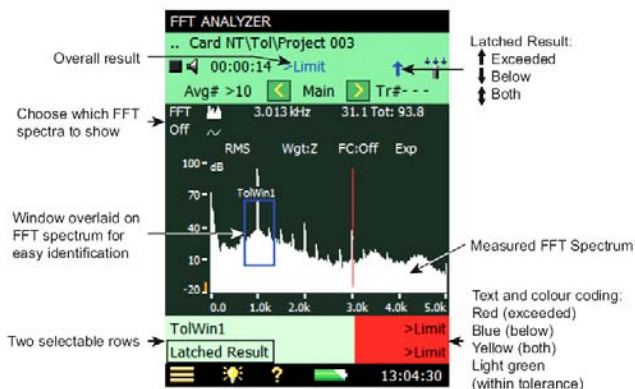 FFT ANALYZER
.. Card NT\Tol\Project 003
Overall result
00:00:14 >Limit
Latched Result:
Exceeded
Below
Both
Avg# >10 < Main > Tr#- - -
Choose which FFT
spectra to show
FFT 3.013 kHz 31.1 Tot: 93.8
Off
RMS Wgt:Z FC:Off Exp
100 dB
TolWin1
70
Window overlaid on
FFT spectrum for
easy identification
40
10
-20
Measured FFT Spectrum
0.0 1.0k 2.0k 3.0k 4.0k 5.0k
Text and colour coding:
Red (exceeded)
Blue (below)
Yellow (both)
Light green
(within tolerance)
Two selectable rows
TolWin1 >Limit
Latched Result >Limit
? 13:04:30